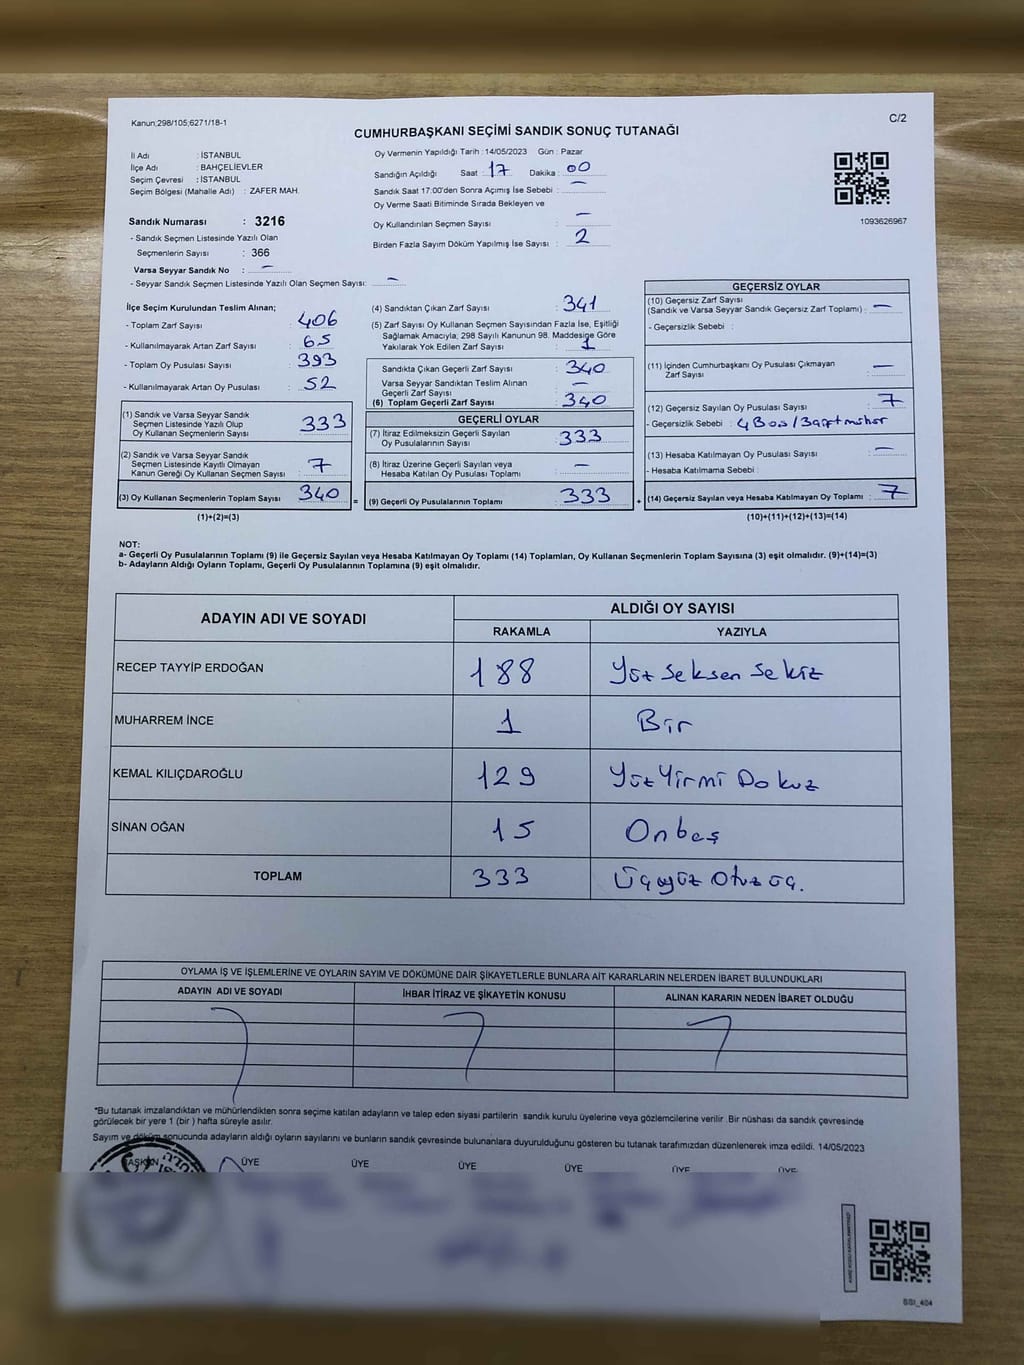 Kanun;298/105;6271/18-1
C/2
CUMHURBAŞKANI SEÇİMİ SANDIK SONUÇ TUTANAĞI
İl Adı : İSTANBUL
İlçe Adı : BAHÇELİEVLER
Seçim Çevresi : İSTANBUL
Seçim Bölgesi (Mahalle Adı) : ZAFER MAH.
Sandık Numarası : 3216
- Sandık Seçmen Listesinde Yazılı Olan
Seçmenlerin Sayısı : 366
Varsa Seyyar Sandık No : —
- Seyyar Sandık Seçmen Listesinde Yazılı Olan Seçmen Sayısı: —
Oy Vermenin Yapıldığı Tarih : 14/05/2023 Gün : Pazar
Sandığın Açıldığı Saat : 17 Dakika : 00
Sandık Saat 17:00'den Sonra Açımış İse Sebebi : —
Oy Verme Saati Bitiminde Sırada Bekleyen ve
Oy Kullandırılan Seçmen Sayısı : —
Birden Fazla Sayım Döküm Yapılmış İse Sayısı : 2
1093626967
İlçe Seçim Kurulundan Teslim Alınan;
- Toplam Zarf Sayısı : 406
- Kullanılmayarak Artan Zarf Sayısı : 65
- Toplam Oy Pusulası Sayısı : 393
- Kullanılmayarak Artan Oy Pusulası : 52
(1) Sandık ve Varsa Seyyar Sandık
Seçmen Listesinde Yazılı Olup
Oy Kullanan Seçmenlerin Sayısı : 333
(2) Sandık ve Varsa Seyyar Sandık
Seçmen Listesinde Kayıtlı Olmayan
Kanun Gereği Oy Kullanan Seçmen Sayısı : 7
(3) Oy Kullanan Seçmenlerin Toplam Sayısı : 340
(1)+(2)=(3)
(4) Sandıktan Çıkan Zarf Sayısı : 341
(5) Zarf Sayısı Oy Kullanan Seçmen Sayısından Fazla İse, Eşitliği
Sağlamak Amacıyla; 298 Sayılı Kanunun 98. Maddesine Göre
Yakılarak Yok Edilen Zarf Sayısı : 1
Sandıkta Çıkan Geçerli Zarf Sayısı : 340
Varsa Seyyar Sandıktan Teslim Alınan
Geçerli Zarf Sayısı : —
(6) Toplam Geçerli Zarf Sayısı : 340
GEÇERLİ OYLAR
(7) İtiraz Edilmeksizin Geçerli Sayılan
Oy Pusulalarının Sayısı : 333
(8) İtiraz Üzerine Geçerli Sayılan veya
Hesaba Katılan Oy Pusulası Toplamı : —
= (9) Geçerli Oy Pusulalarının Toplamı : 333 +
GEÇERSİZ OYLAR
(10) Geçersiz Zarf Sayısı
(Sandık ve Varsa Seyyar Sandık Geçersiz Zarf Toplamı) : —
- Geçersizlik Sebebi :
(11) İçinden Cumhurbaşkanı Oy Pusulası Çıkmayan
Zarf Sayısı : —
(12) Geçersiz Sayılan Oy Pusulası Sayısı : 7
- Geçersizlik Sebebi : 4 Boş/3
(13) Hesaba Katılmayan Oy Pusulası Sayısı : —
- Hesaba Katılmama Sebebi :
(14) Geçersiz Sayılan veya Hesaba Katılmayan Oy Toplamı : 7
(10)+(11)+(12)+(13)=(14)
NOT:
a- Geçerli Oy Pusulalarının Toplamı (9) ile Geçersiz Sayılan veya Hesaba Katılmayan Oy Toplamı (14) Toplamları, Oy Kullanan Seçmenlerin Toplam Sayısına (3) eşit olmalıdır. (9)+(14)=(3)
b- Adayların Aldığı Oyların Toplamı, Geçerli Oy Pusulalarının Toplamına (9) eşit olmalıdır.
ADAYIN ADI VE SOYADI ALDIĞI OY SAYISI
RAKAMLA YAZIYLA
RECEP TAYYİP ERDOĞAN 188 Yüz Seksen Sekiz
MUHARREM İNCE 1 Bir
KEMAL KILIÇDAROĞLU 129 Yüz Yirmi Dokuz
SİNAN OĞAN 15 Onbeş
TOPLAM 333 Üçyüz Otuz üç.
OYLAMA İŞ VE İŞLEMLERİNE VE OYLARIN SAYIM VE DÖKÜMÜNE DAİR ŞİKAYETLERLE BUNLARA AİT KARARLARIN NELERDEN İBARET BULUNDUKLARI
ADAYIN ADI VE SOYADI İHBAR İTİRAZ VE ŞİKAYETİN KONUSU ALINAN KARARIN NEDEN İBARET OLDUĞU
"Bu tutanak imzalandıktan ve mühürlendikten sonra seçime katılan adayların ve talep eden siyasi partilerin sandık kurulu üyelerine veya gözlemcilerine verilir. Bir nüshası da sandık çevresinde
görülecek bir yere 1 (bir ) hafta süreyle asılır.
Sayım ve döküm sonucunda adayların aldığı oyların sayılarını ve bunların sandık çevresinde bulunanlara duyurulduğunu gösteren bu tutanak tarafımızdan düzenlenerek imza edildi. 14/05/2023
BAŞKAN ÜYE ÜYE ÜYE ÜYE ÜYE ÜYE
SSI_404